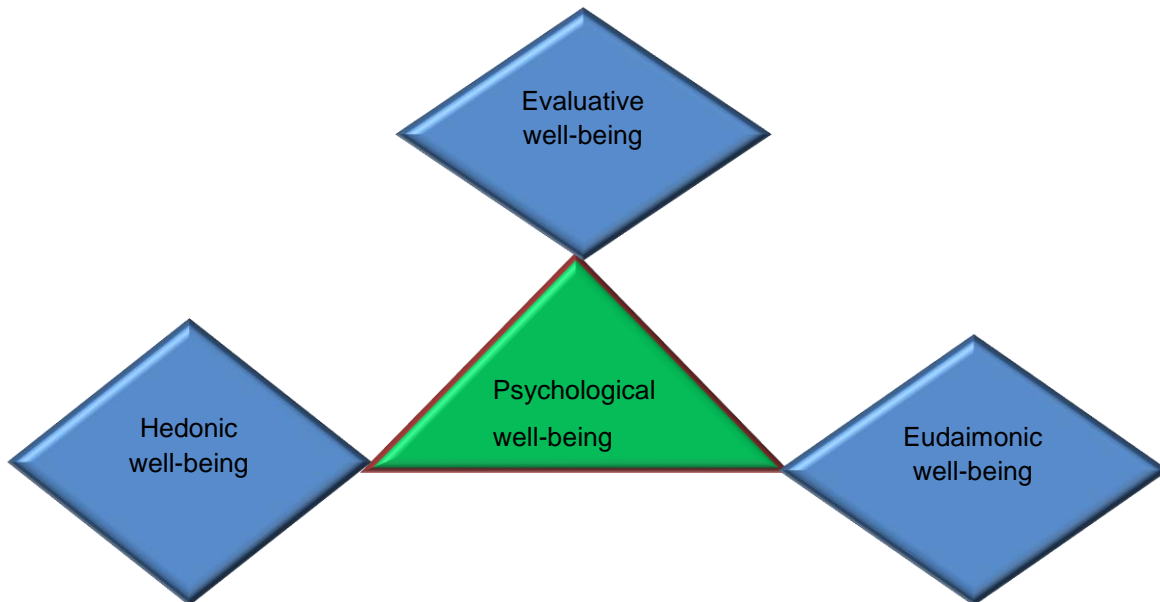 Evaluative
well-being
Psychological
well-being
Hedonic
well-being
Eudaimonic
well-being